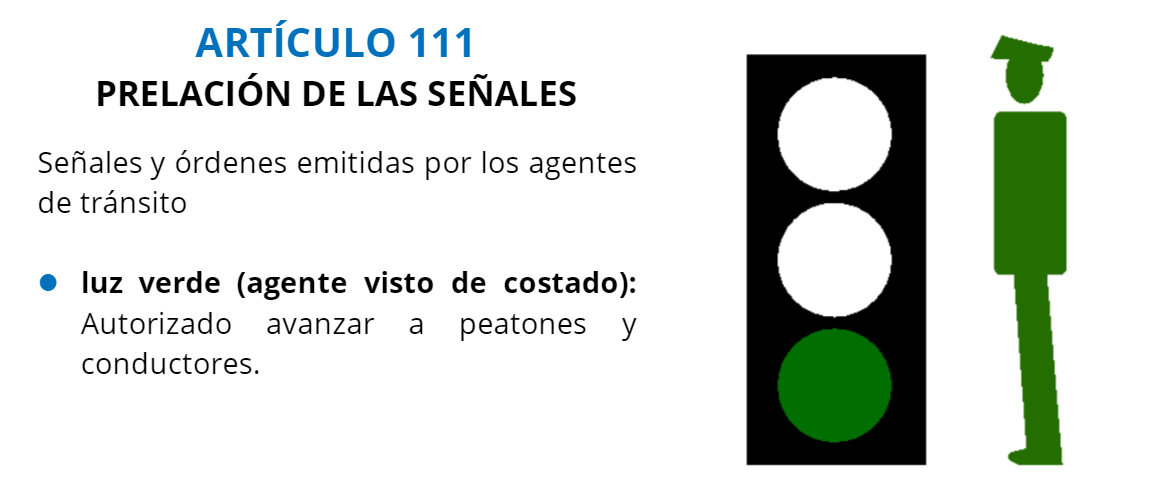 ARTÍCULO 111
PRELACIÓN DE LAS SEÑALES
Señales y órdenes emitidas por los agentes
de tránsito
luz verde (agente visto de costado):
Autorizado avanzar a peatones y
conductores.